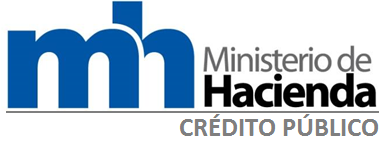 mh
Ministerio de
Hacienda
CRÉDITO PÚBLICO